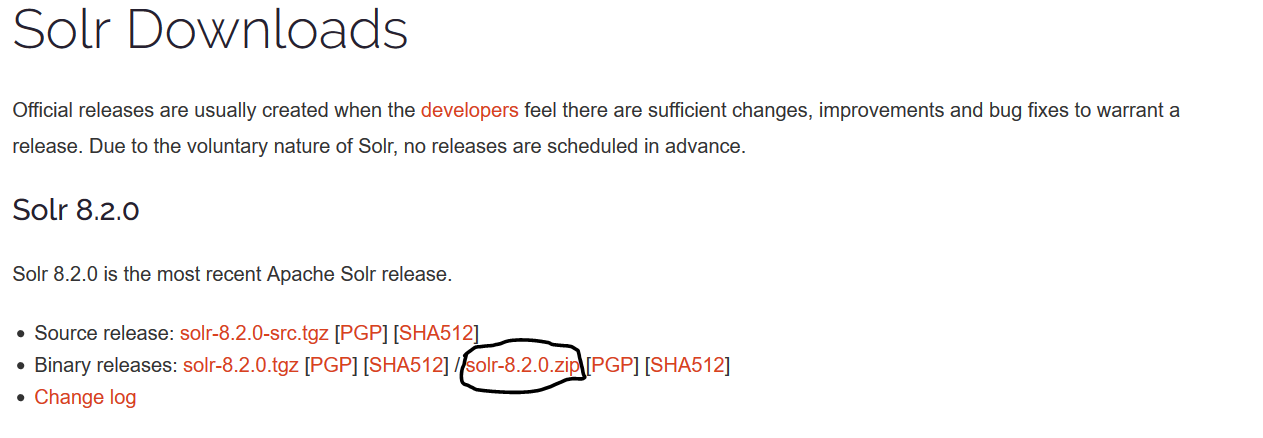 Solr Downloads
Official releases are usually created when the developers feel there are sufficient changes, improvements and bug fixes to warrant a
release. Due to the voluntary nature of Solr, no releases are scheduled in advance.
Solr 8.2.0
Solr 8.2.0 is the most recent Apache Solr release.
• Source release: solr-8.2.0-src.tgz [PGP] [SHA512]
• Binary releases: solr-8.2.0.tgz [PGP] [SHA512] / solr-8.2.0.zip [PGP] [SHA512]
• Change log